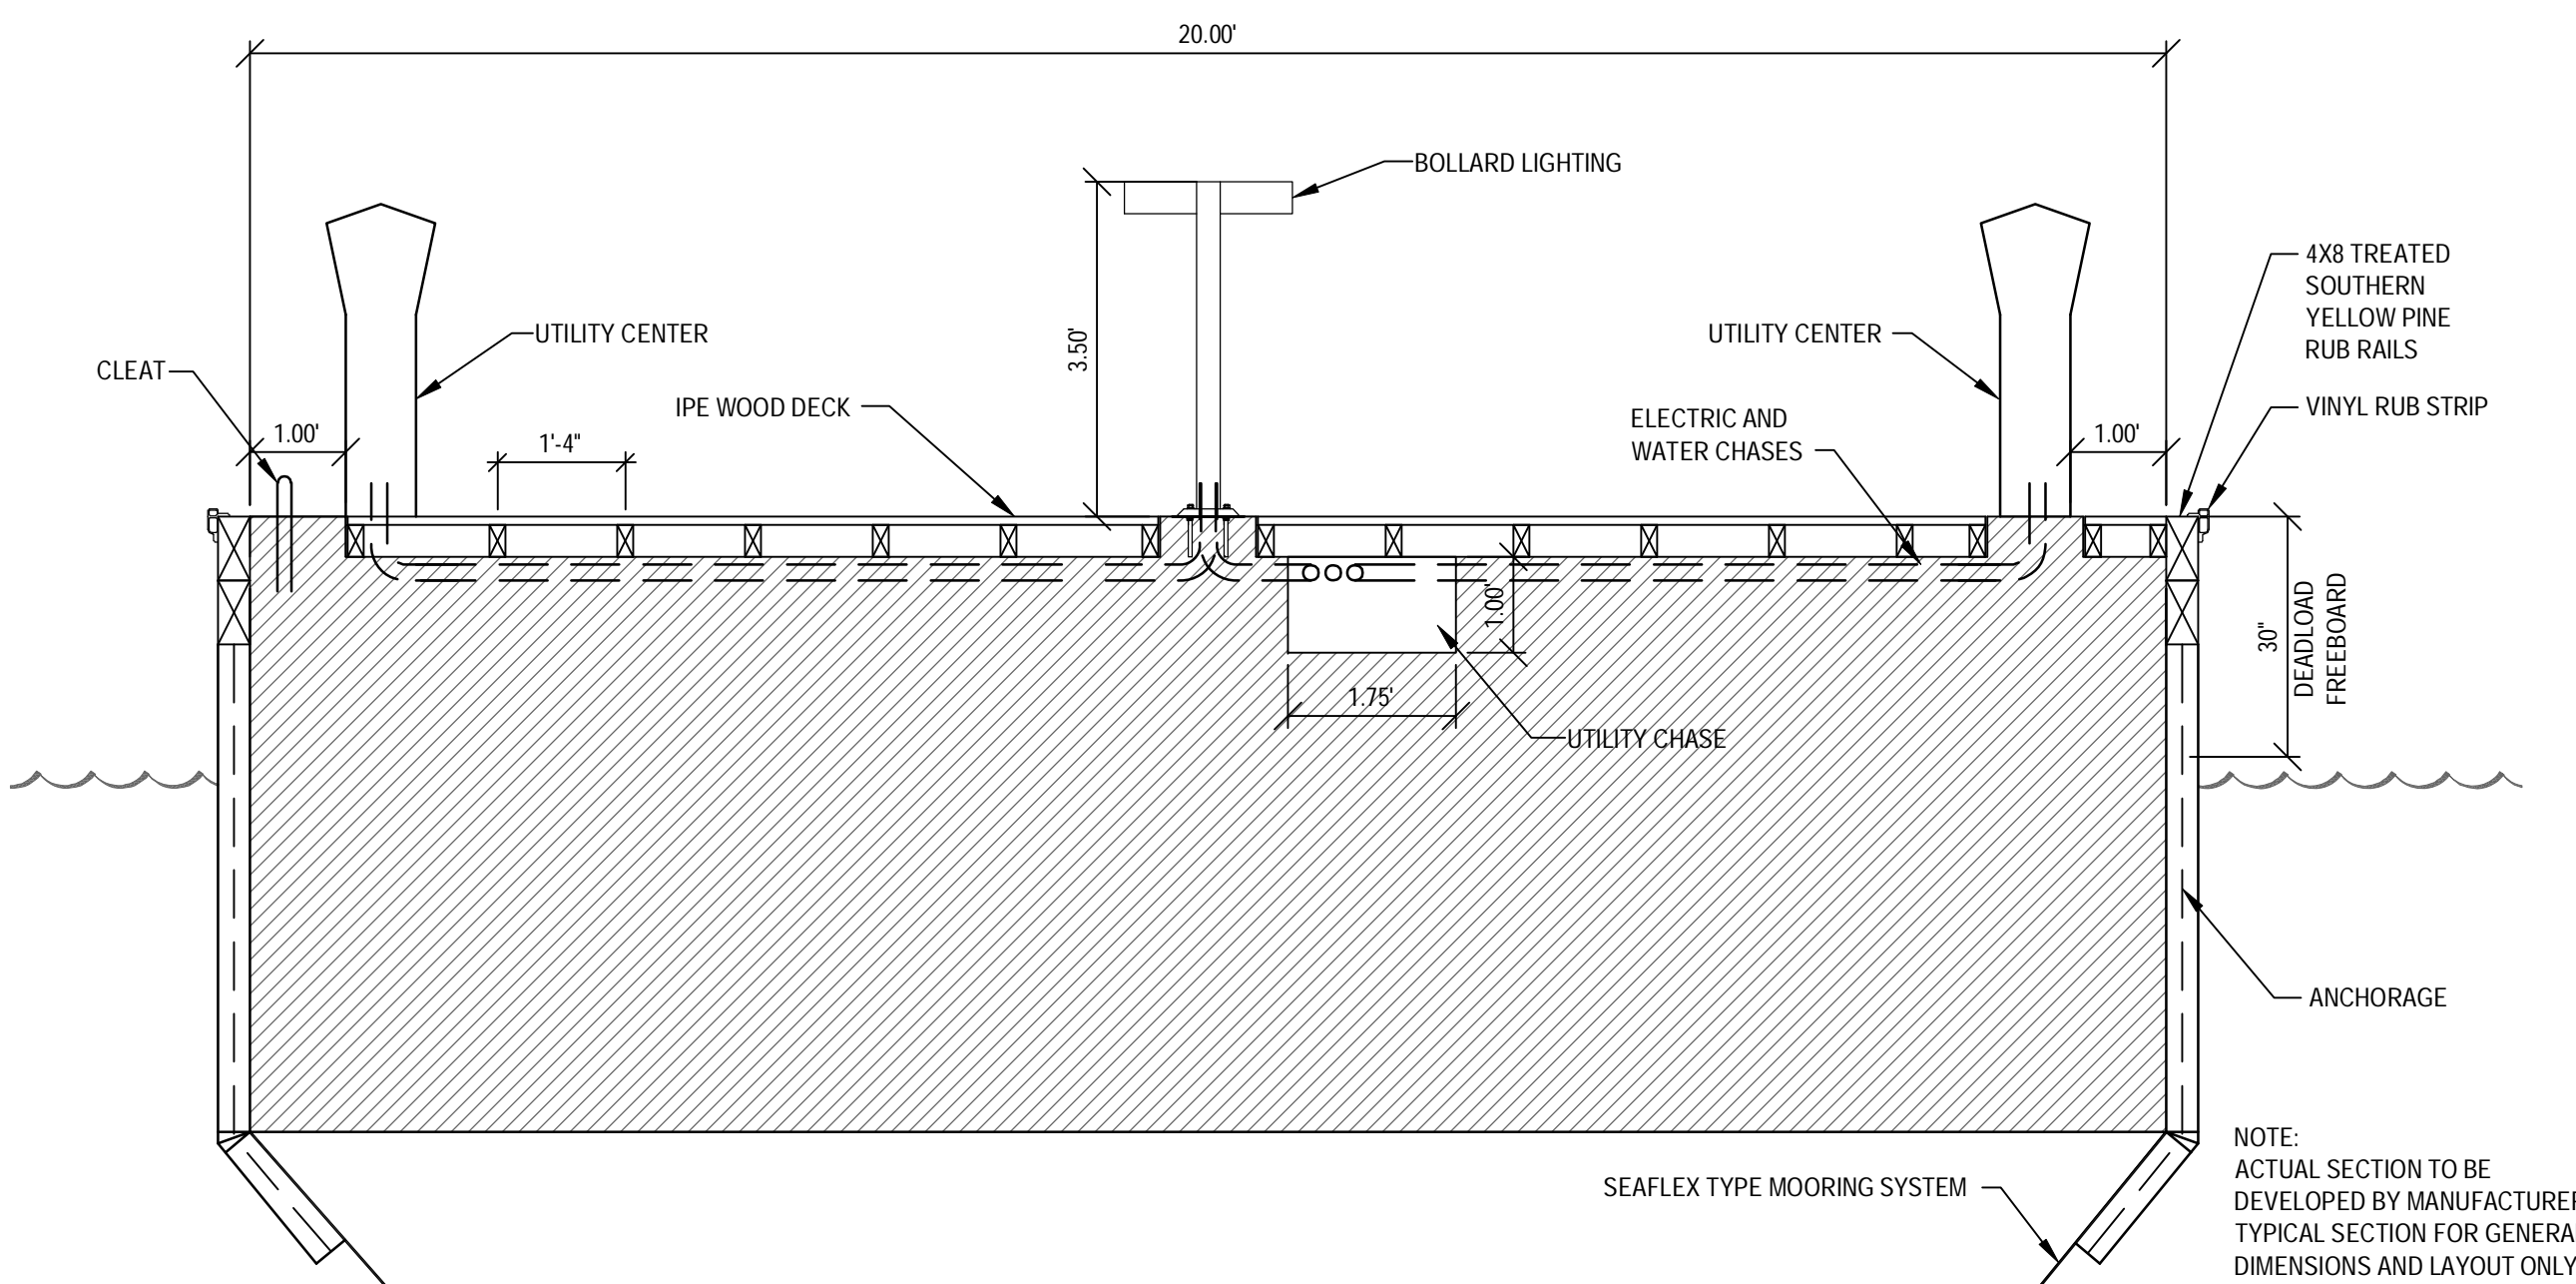 20.00'
BOLLARD LIGHTING
4X8 TREATED
SOUTHERN
YELLOW PINE
RUB RAILS
UTILITY CENTER
3.50'
UTILITY CENTER
CLEAT
IPE WOOD DECK
ELECTRIC AND
WATER CHASES
VINYL RUB STRIP
1.00'
1'-4"
1.00'
1.00'
30"
DEADLOAD
FREEBOARD
1.75'
UTILITY CHASE
ANCHORAGE
SEAFLEX TYPE MOORING SYSTEM
NOTE:
ACTUAL SECTION TO BE
DEVELOPED BY MANUFACTURER
TYPICAL SECTION FOR GENERA
DIMENSIONS AND LAYOUT ONLY